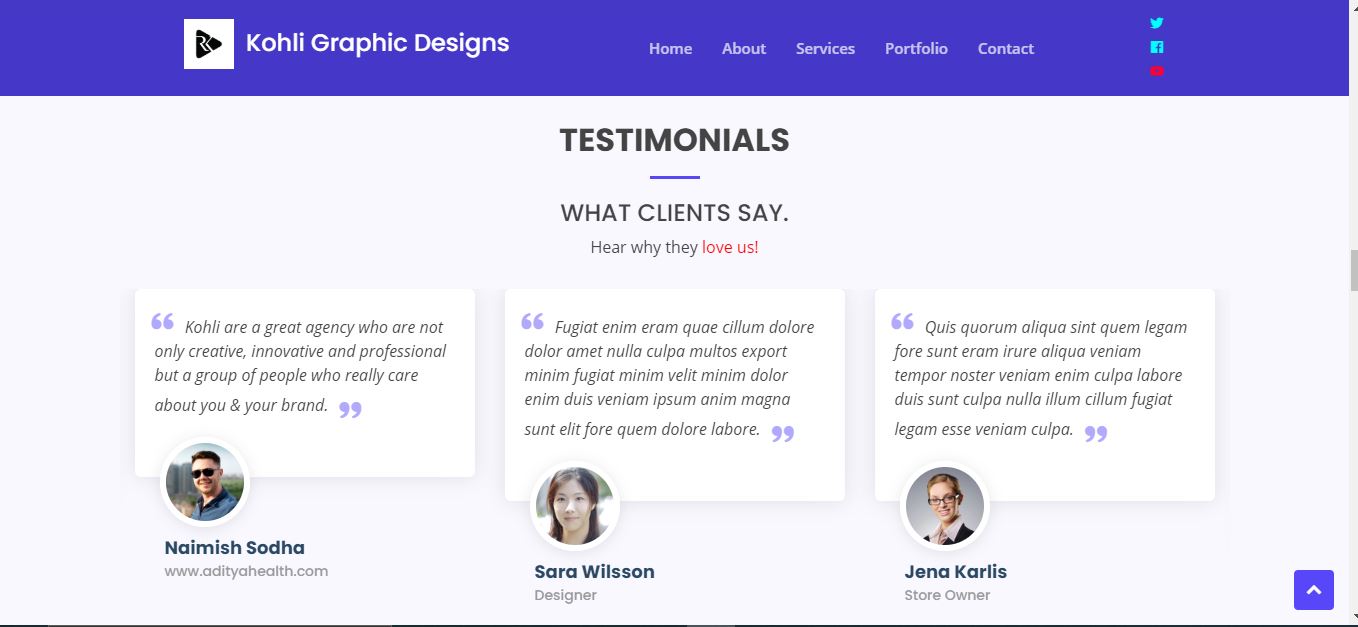 Kohli Graphic Designs
Home About Services Portfolio Contact
TESTIMONIALS
WHAT CLIENTS SAY.
Hear why they love us!
“ Kohli are a great agency who are not
only creative, innovative and professional
but a group of people who really care
about you & your brand. ”
Naimish Sodha
www.adityahealth.com
“ Fugiat enim eram quae cillum dolore
dolor amet nulla culpa multos export
minim fugiat minim velit minim dolor
enim duis veniam ipsum anim magna
sunt elit fore quem dolore labore. ”
Sara Wilsson
Designer
“ Quis quorum aliqua sint quem legam
fore sunt eram irure aliqua veniam
tempor noster veniam enim culpa labore
duis sunt culpa nulla illum cillum fugiat
legam esse veniam culpa. ”
Jena Karlis
Store Owner